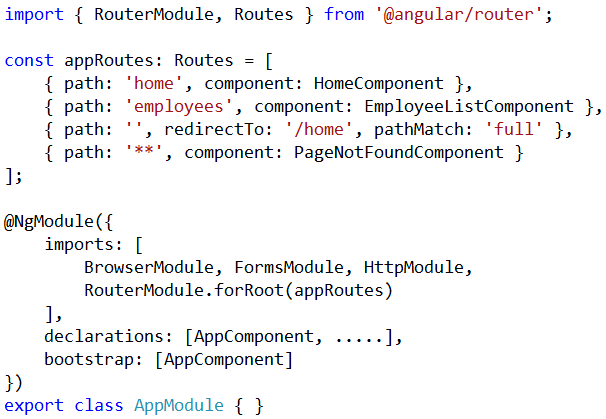 import { RouterModule, Routes } from '@angular/router';
const appRoutes: Routes = [
    { path: 'home', component: HomeComponent },
    { path: 'employees', component: EmployeeListComponent },
    { path: '', redirectTo: '/home', pathMatch: 'full' },
    { path: '**', component: PageNotFoundComponent }
];
@NgModule({
    imports: [
        BrowserModule, FormsModule, HttpModule,
        RouterModule.forRoot(appRoutes)
    ],
    declarations: [AppComponent, .....],
    bootstrap: [AppComponent]
})
export class AppModule { }